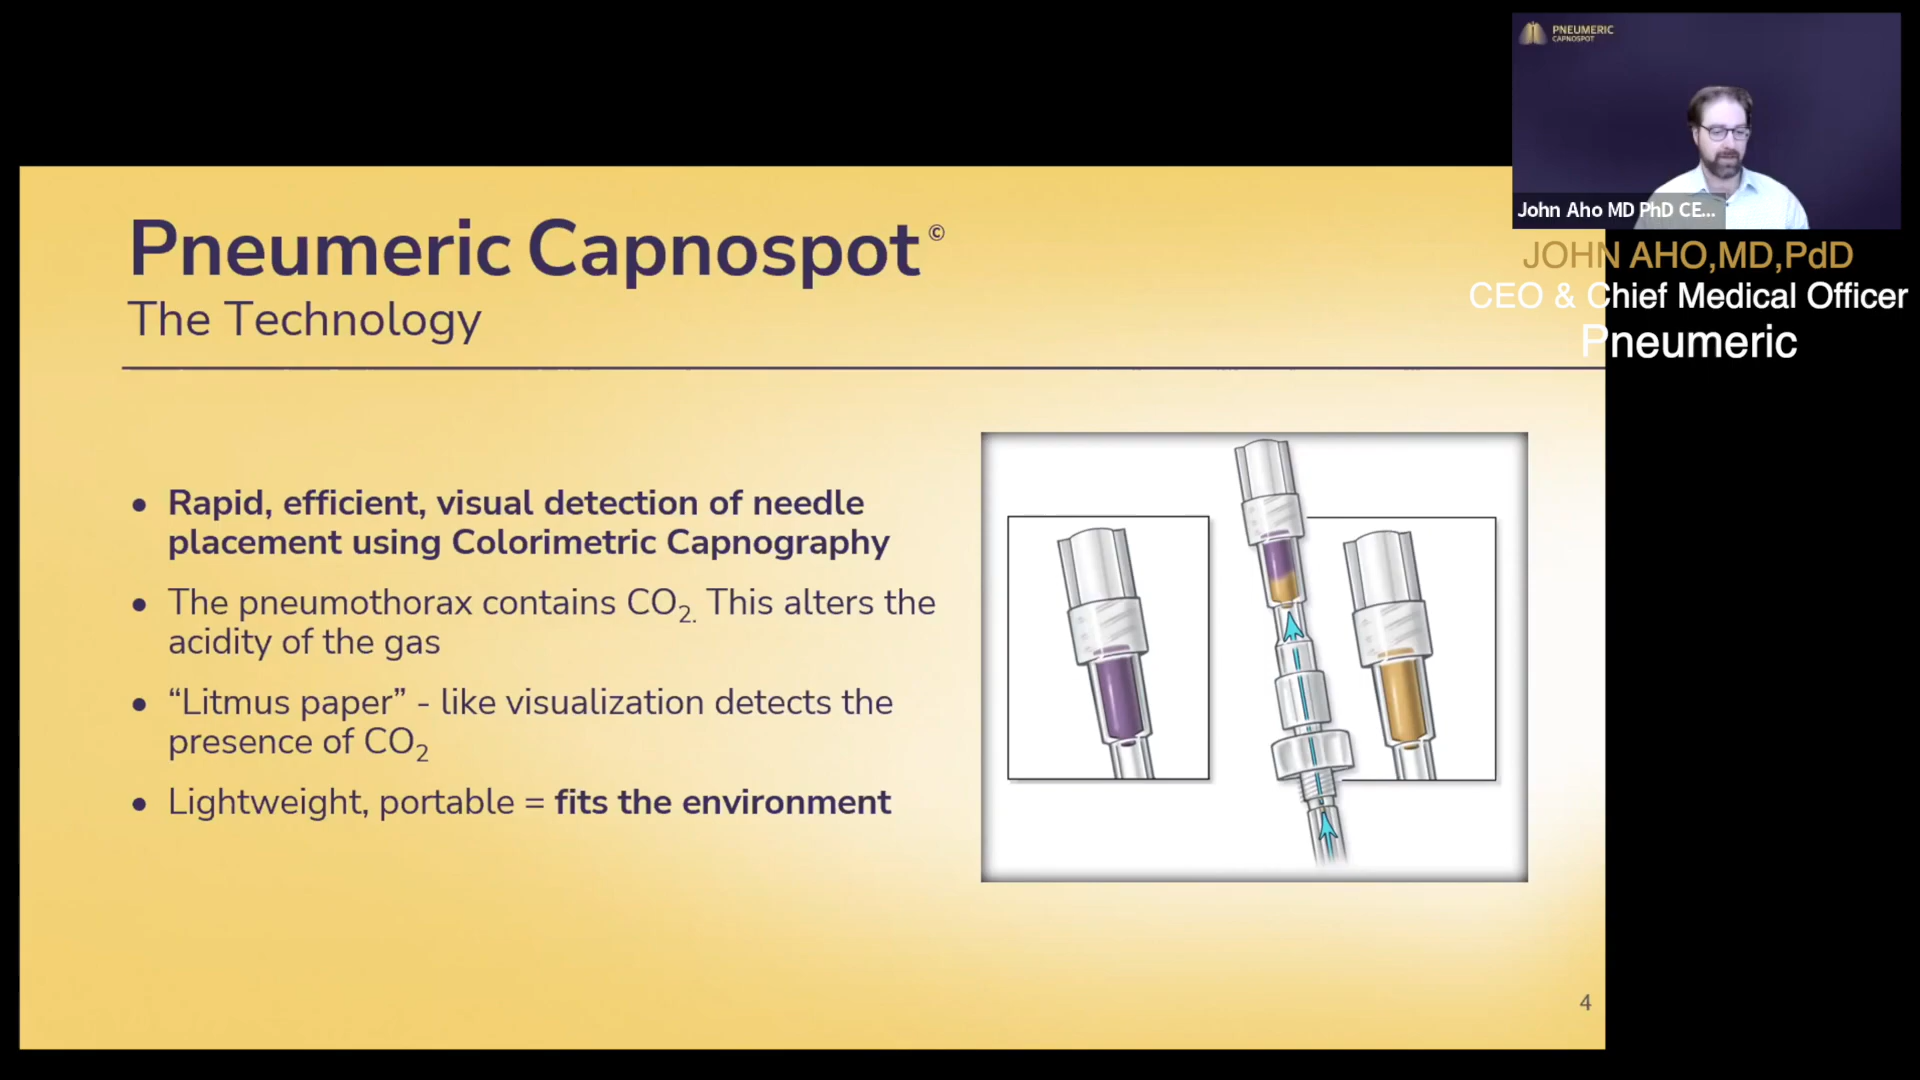 PNEUMERIC
CAPNOSPOT
John Aho MD PhD CE...
JOHN AHO,MD,PdD
CEO & Chief Medical Officer
Pneumeric
Pneumeric Capnospot©
The Technology
• Rapid, efficient, visual detection of needle
placement using Colorimetric Capnography
• The pneumothorax contains CO2. This alters the
acidity of the gas
• “Litmus paper” - like visualization detects the
presence of CO2
• Lightweight, portable = fits the environment
4